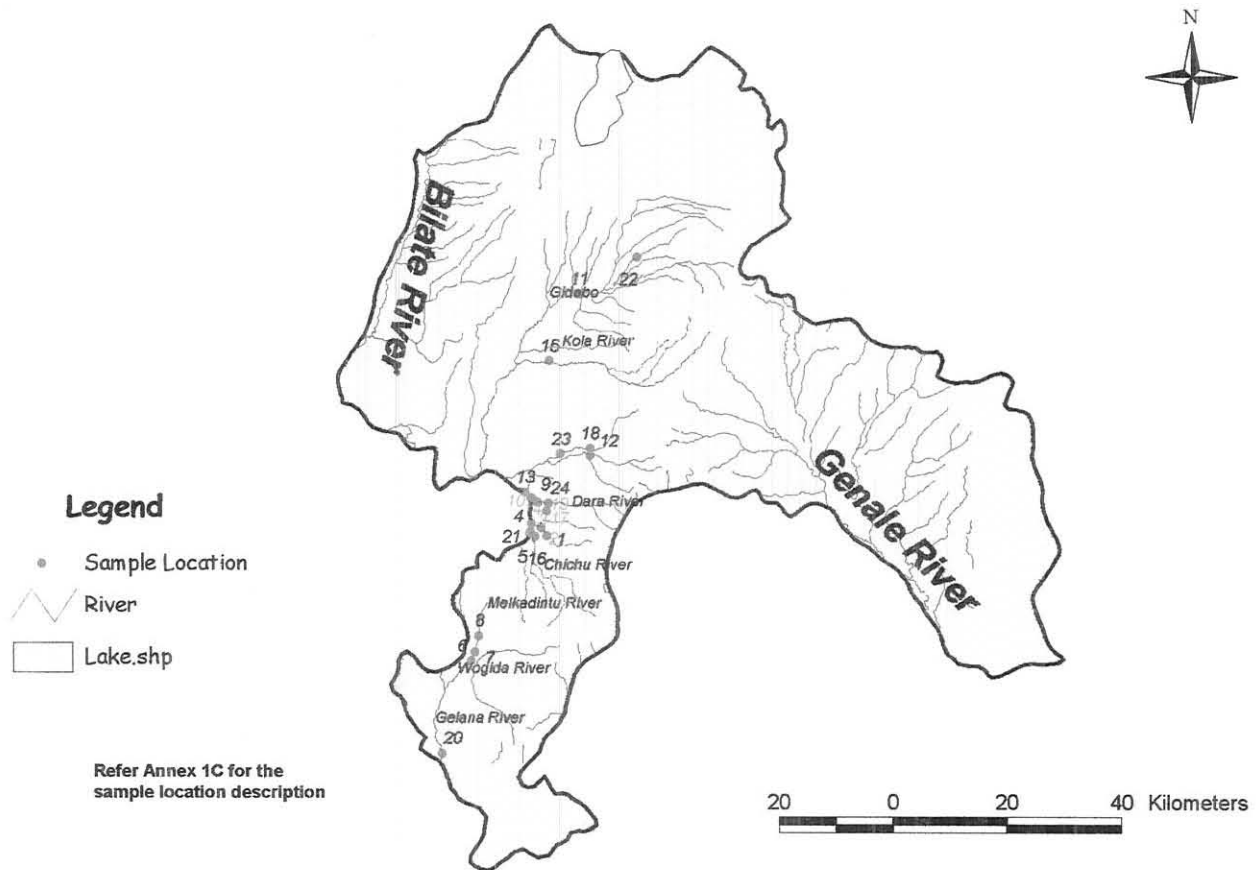 N
Bilate River
11
22
Gidabo
15
Kola River
18
23
12
13
9
24
10
Dara River
4
21
1
5
16
Chichu River
Melkadintu River
8
6
7
Wogida River
Gelana River
20
Genale River
Legend
Sample Location
River
Lake.shp
Refer Annex 1C for the
sample location description
20 0 20 40 Kilometers